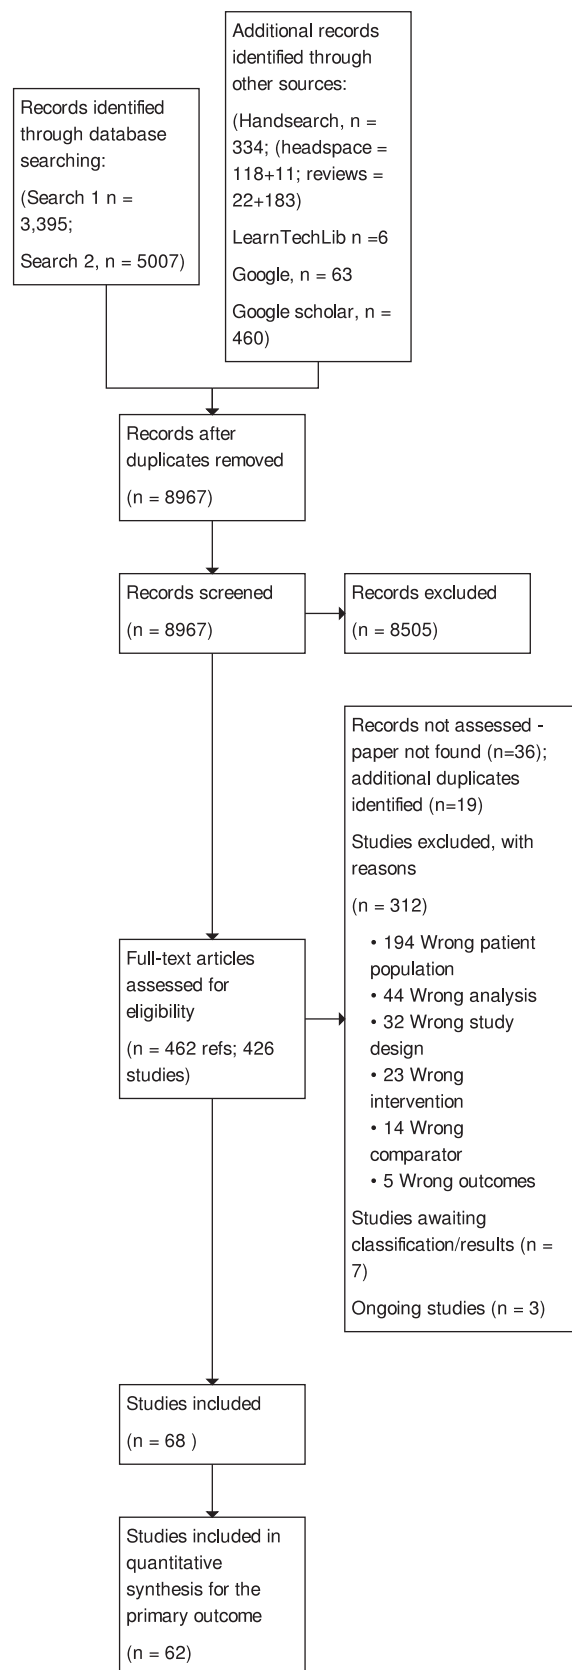 Records identified
through database
searching:
(Search 1 n =
3,395;
Search 2, n = 5007)
Additional records
identified through
other sources:
(Handsearch, n =
334; (headspace =
118+11; reviews =
22+183)
LearnTechLib n =6
Google, n = 63
Google scholar, n =
460)
Records after
duplicates removed
(n = 8967)
Records screened
(n = 8967)
Records excluded
(n = 8505)
Full-text articles
assessed for
eligibility
(n = 462 refs; 426
studies)
Records not assessed -
paper not found (n=36);
additional duplicates
identified (n=19)
Studies excluded, with
reasons
(n = 312)
• 194 Wrong patient
population
• 44 Wrong analysis
• 32 Wrong study
design
• 23 Wrong
intervention
• 14 Wrong
comparator
• 5 Wrong outcomes
Studies awaiting
classification/results (n =
7)
Ongoing studies (n = 3)
Studies included
(n = 68 )
Studies included in
quantitative
synthesis for the
primary outcome
(n = 62)